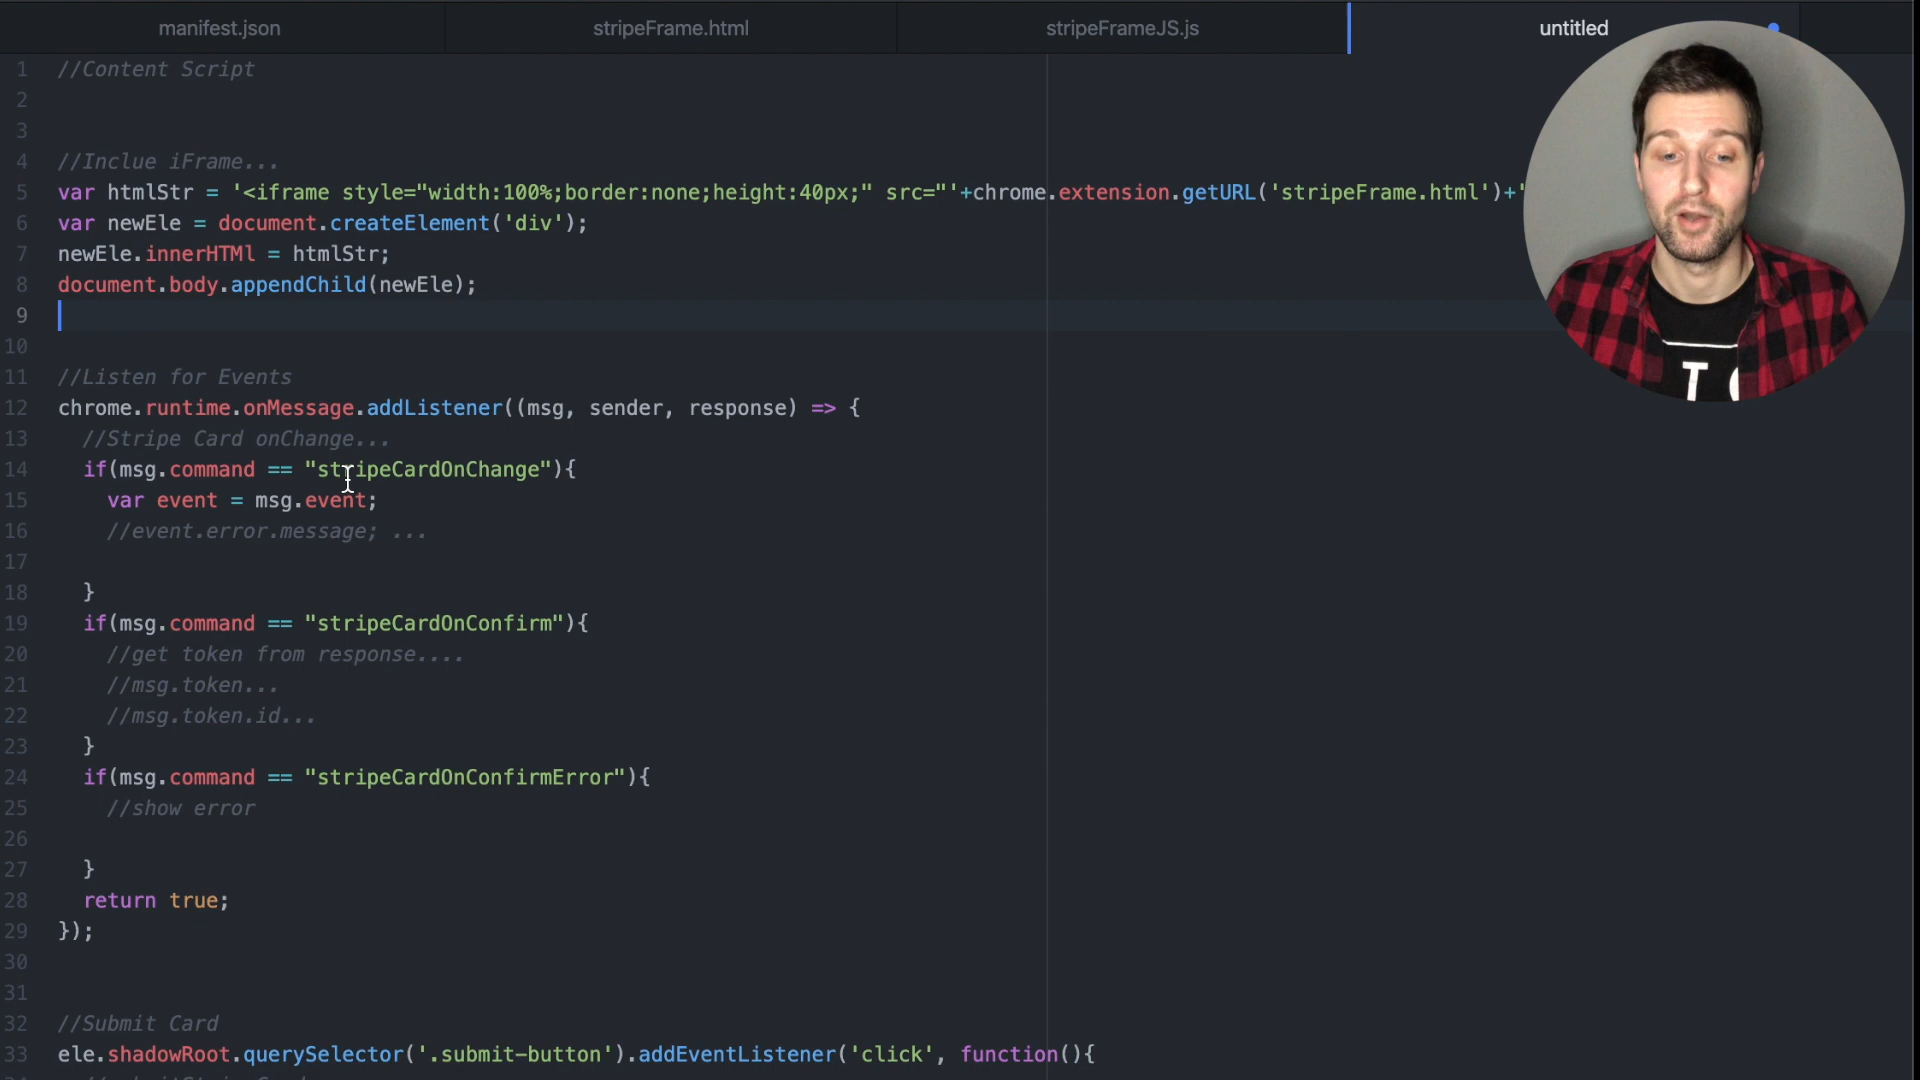 manifest.json
stripeFrame.html
stripeFrameJS.js
untitled
1 //Content Script
2
3
4 //Inclue iFrame...
5 var htmlStr = '<iframe style="width:100%;border:none;height:40px;" src="'+chrome.extension.getURL('stripeFrame.html')+'
6 var newEle = document.createElement('div');
7 newEle.innerHTMl = htmlStr;
8 document.body.appendChild(newEle);
9
10
11 //Listen for Events
12 chrome.runtime.onMessage.addListener((msg, sender, response) => {
13 //Stripe Card onChange...
14 if(msg.command == "stripeCardOnChange"){
15 var event = msg.event;
16 //event.error.message; ...
17
18 }
19 if(msg.command == "stripeCardOnConfirm"){
20 //get token from response....
21 //msg.token...
22 //msg.token.id...
23 }
24 if(msg.command == "stripeCardOnConfirmError"){
25 //show error
26
27 }
28 return true;
29 });
30
31
32 //Submit Card
33 ele.shadowRoot.querySelector('.submit-button').addEventListener('click', function(){